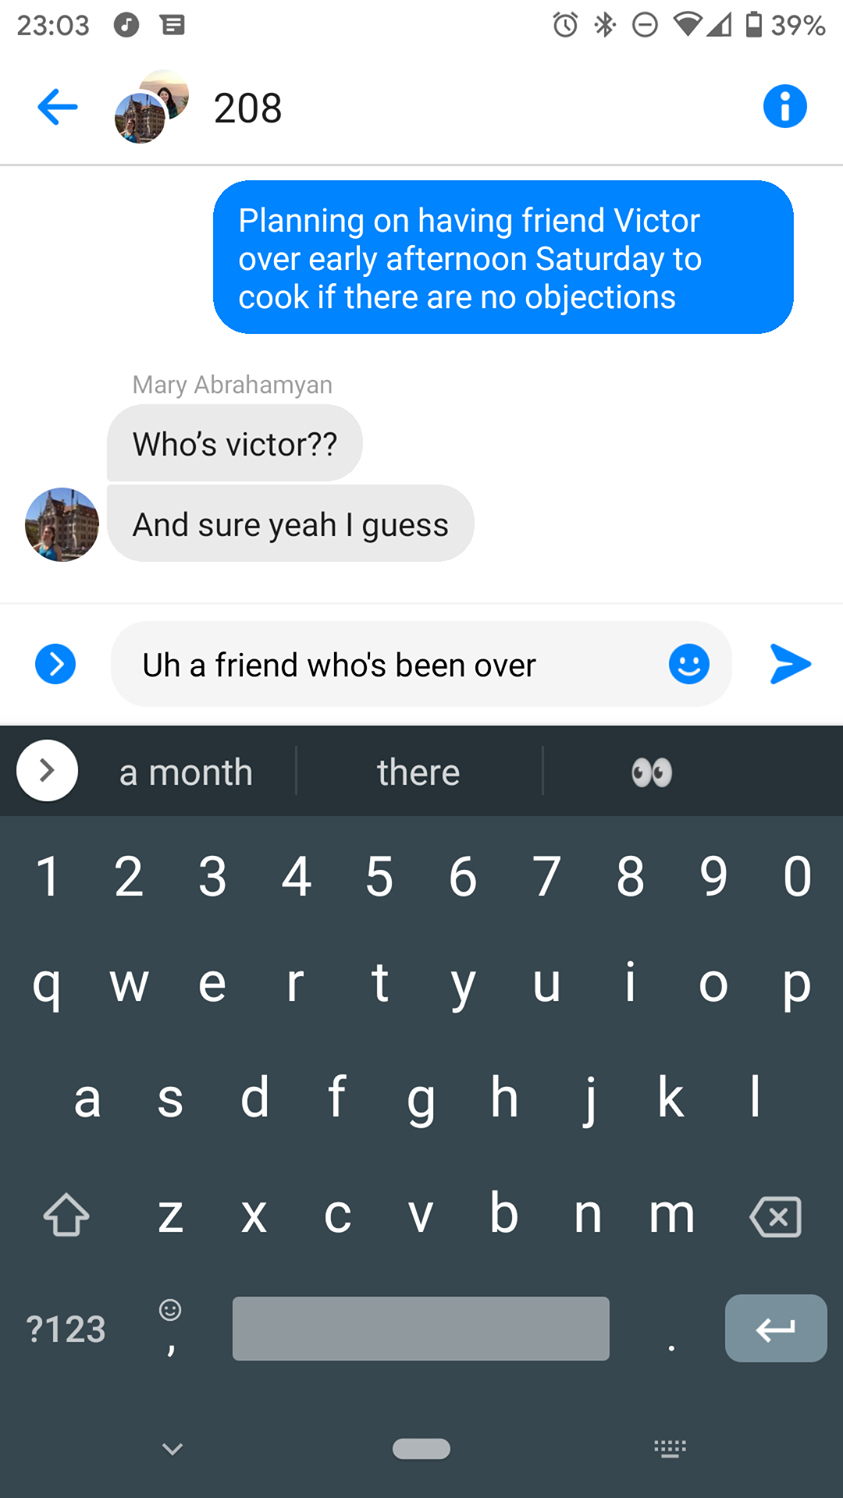 23:03 39%
208
Planning on having friend Victor
over early afternoon Saturday to
cook if there are no objections
Mary Abrahamyan
Who's victor??
And sure yeah I guess
Uh a friend who's been over
a month there 👀
1 2 3 4 5 6 7 8 9 0
q w e r t y u i o p
a s d f g h j k l
z x c v b n m
?123 , .